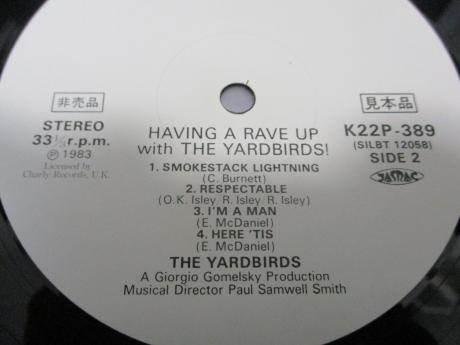 非売品
STEREO
33 1/3 r.p.m.
Ⓟ 1983
Licensed by
Charly Records, U.K.
見本品
K22P-389
(SILBT 12058)
SIDE 2
JASRAC
HAVING A RAVE UP
with THE YARDBIRDS!
1. SMOKESTACK LIGHTNING
(C. Burnett)
2. RESPECTABLE
(O.K. Isley/R. Isley/R. Isley)
3. I'M A MAN
(E. McDaniel)
4. HERE 'TIS
(E. McDaniel)
THE YARDBIRDS
A Giorgio Gomelsky Production
Musical Director Paul Samwell Smith